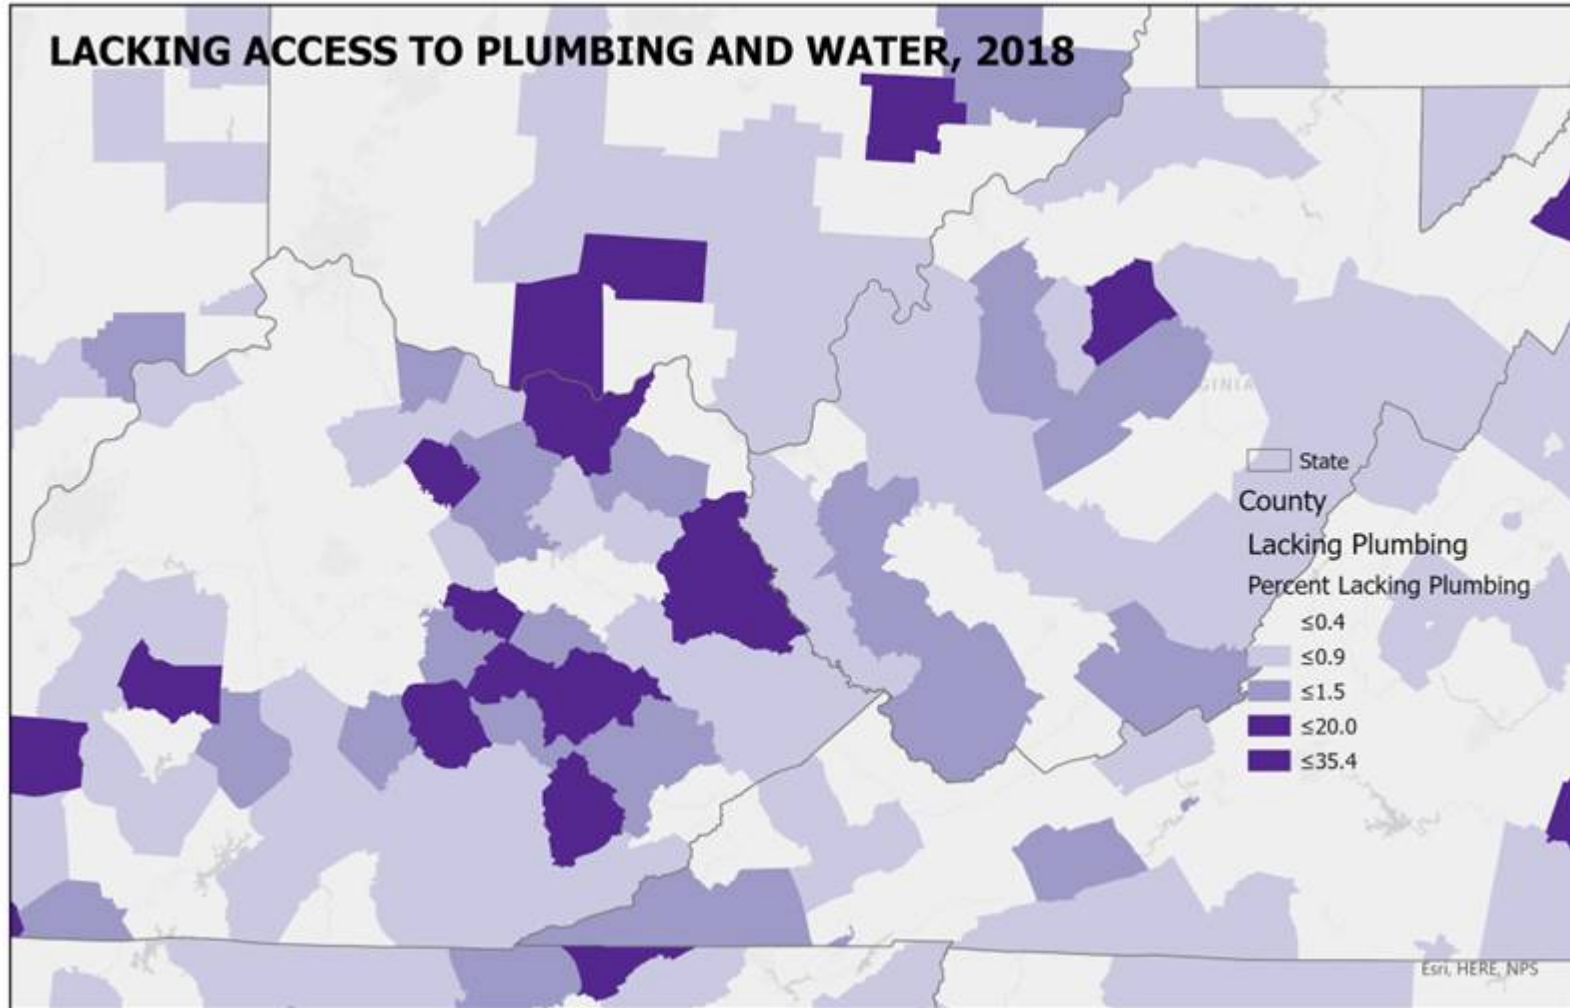 LACKING ACCESS TO PLUMBING AND WATER, 2018
GINIA
State
County
Lacking Plumbing
Percent Lacking Plumbing
≤0.4
≤0.9
≤1.5
≤20.0
≤35.4
Esri, HERE, NPS